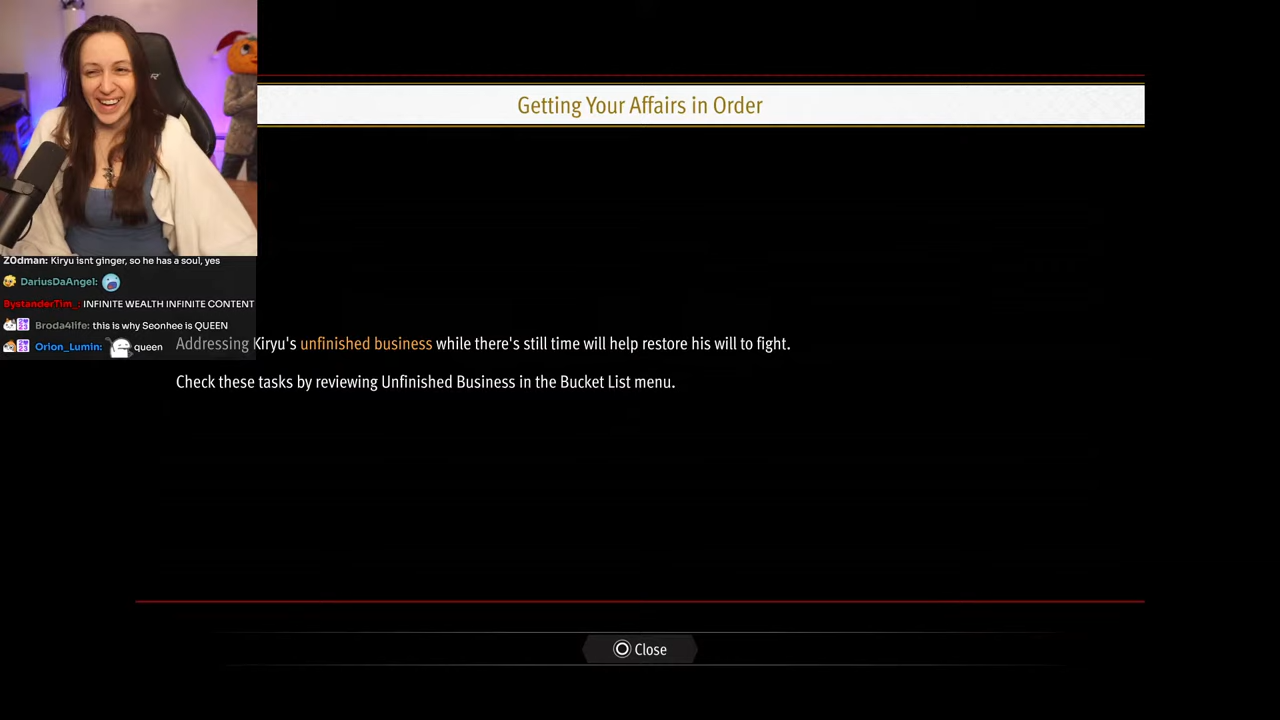 Getting Your Affairs in Order
Z0dman: Kiryu isnt ginger, so he has a soul, yes
DariusDaAngel:
BystanderTim_: INFINITE WEALTH INFINITE CONTENT
Broda4life: this is why Seonhee is QUEEN
Orion_Lumin: queen
Addressing Kiryu's unfinished business while there's still time will help restore his will to fight.
Check these tasks by reviewing Unfinished Business in the Bucket List menu.
Close